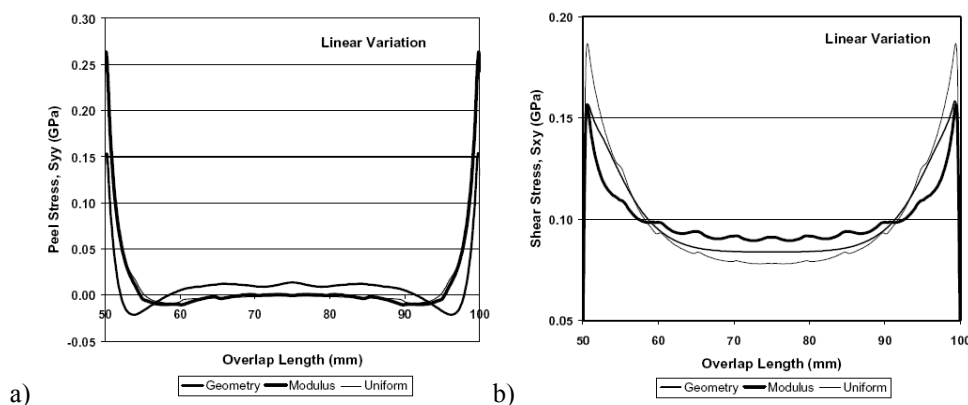 0.30
0.25
0.20
0.15
0.10
0.05
0.00
-0.05
50
60
70
80
90
100
Linear Variation
Peel Stress, Syy (GPa)
Overlap Length (mm)
Geometry Modulus Uniform
a)
0.20
0.15
0.10
0.05
50
60
70
80
90
100
Linear Variation
Shear Stress, Sxy (GPa)
Overlap Length (mm)
Geometry Modulus Uniform
b)